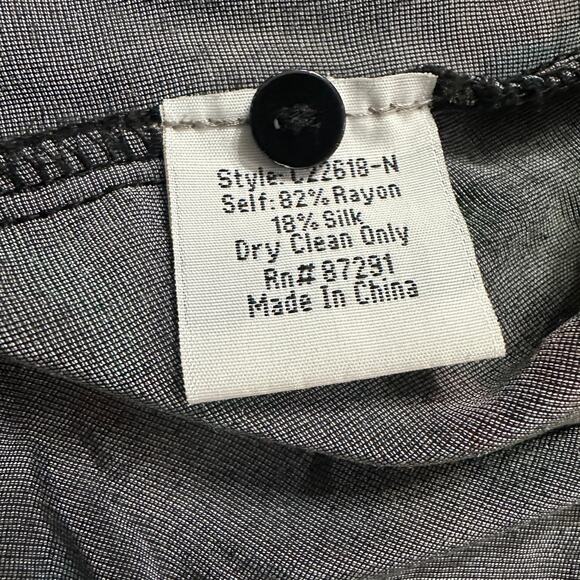 Style: C22618-N
Self: 82% Rayon
18% Silk
Dry Clean Only
Rn# 87291
Made In China